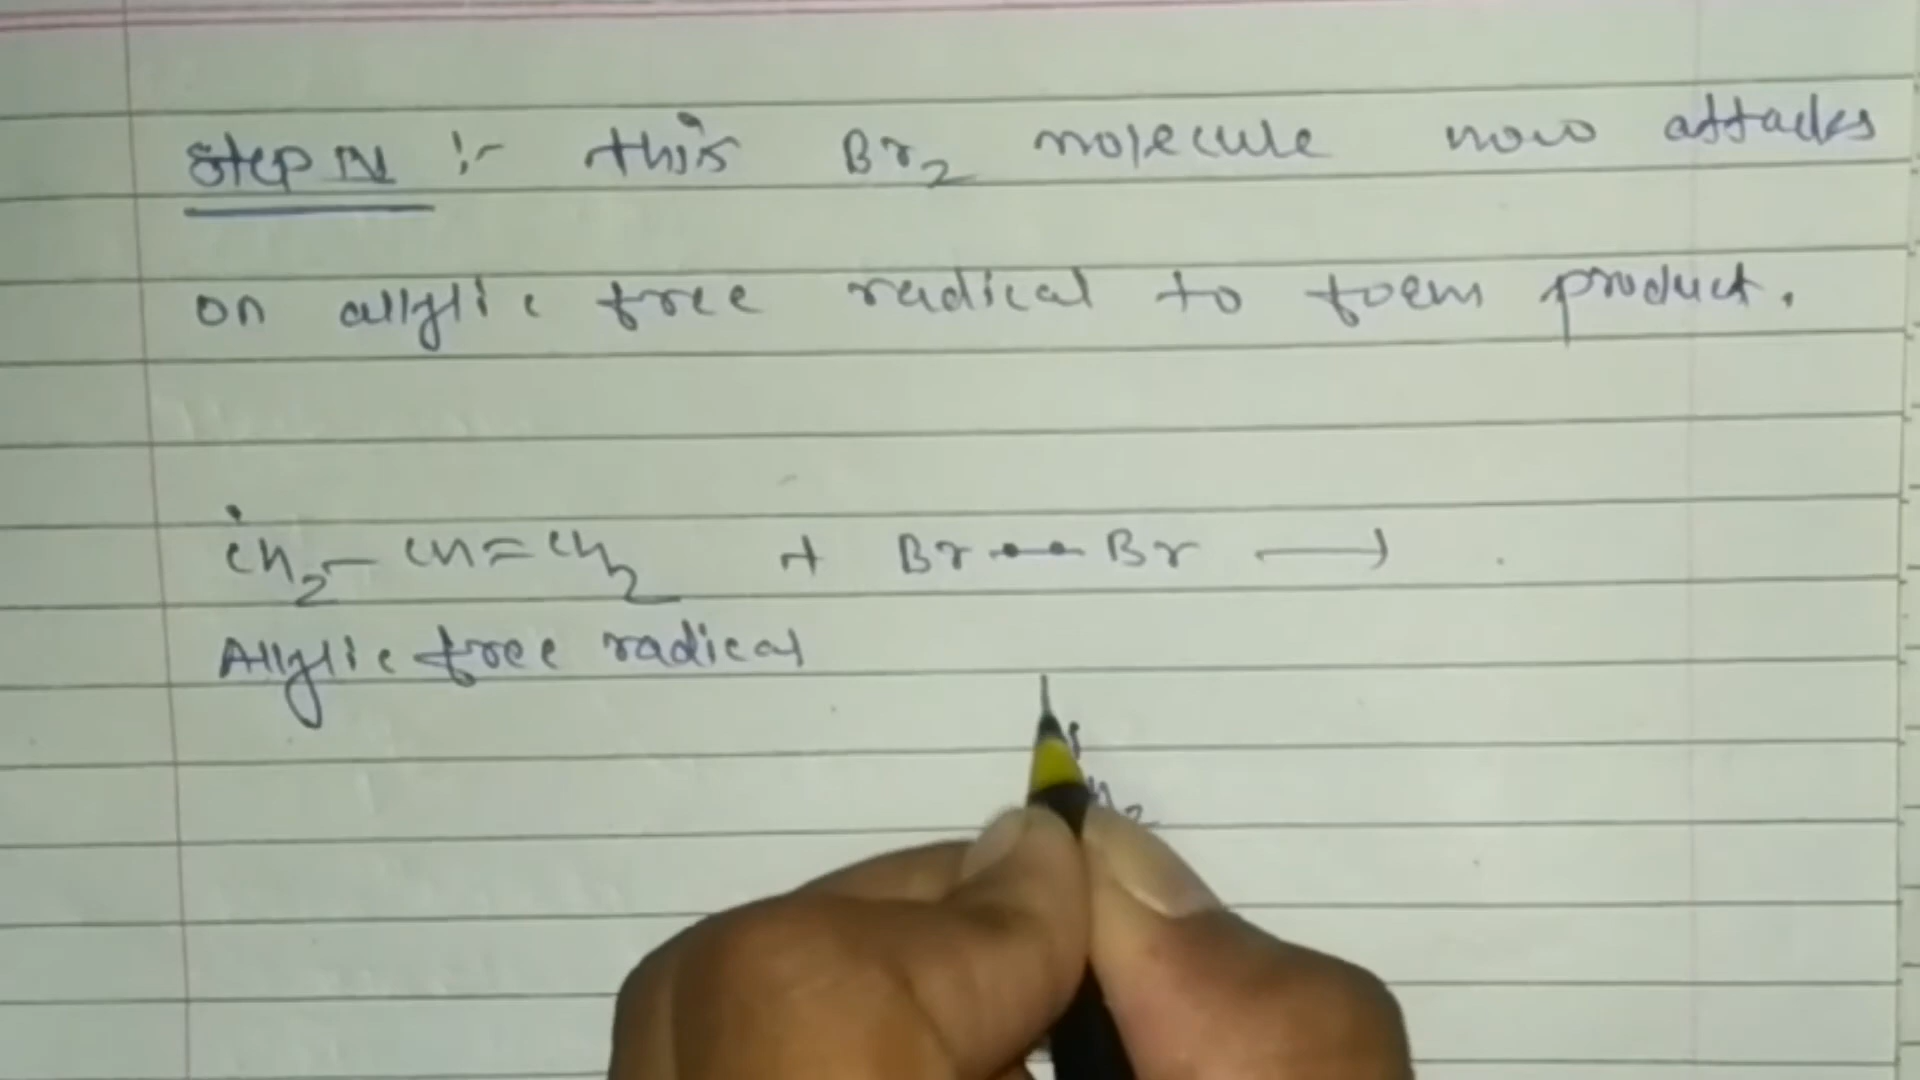 Step IV :- this Br₂ molecule now attacks
on allylic free radical to form product.
ĊH₂–CH=CH₂ + Br••Br ⟶
Allylic free radical